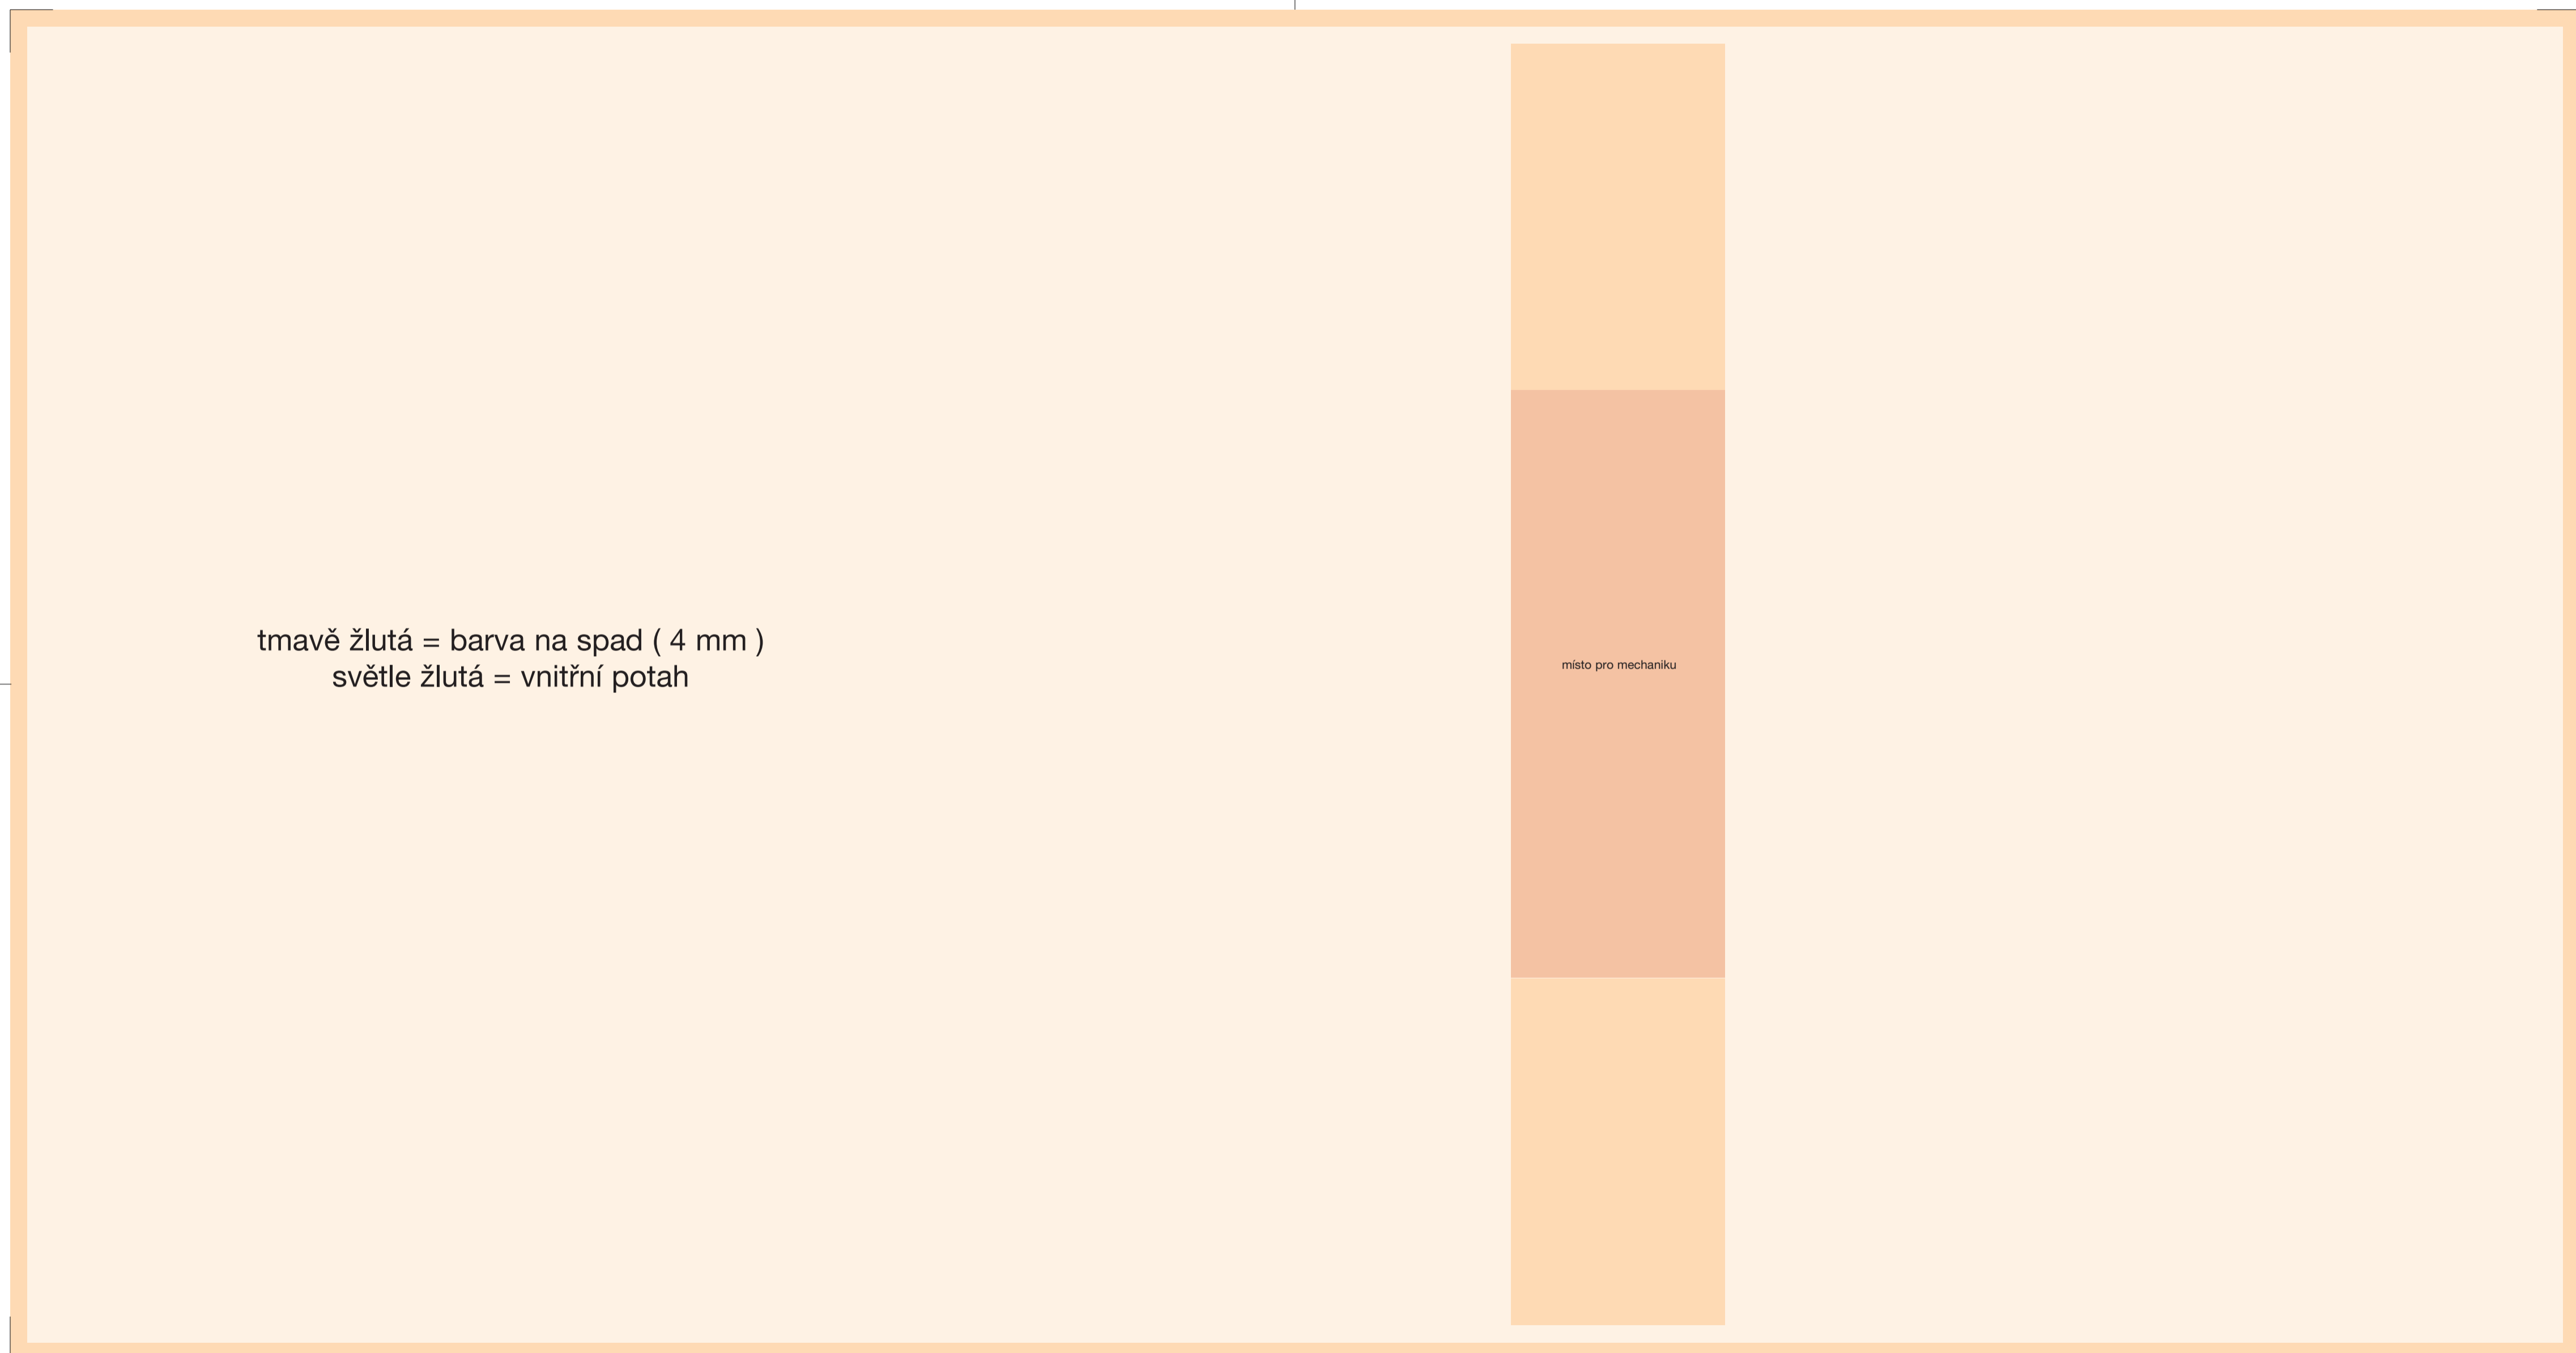 tmavě žlutá = barva na spad ( 4 mm )
světle žlutá = vnitřní potah
místo pro mechaniku